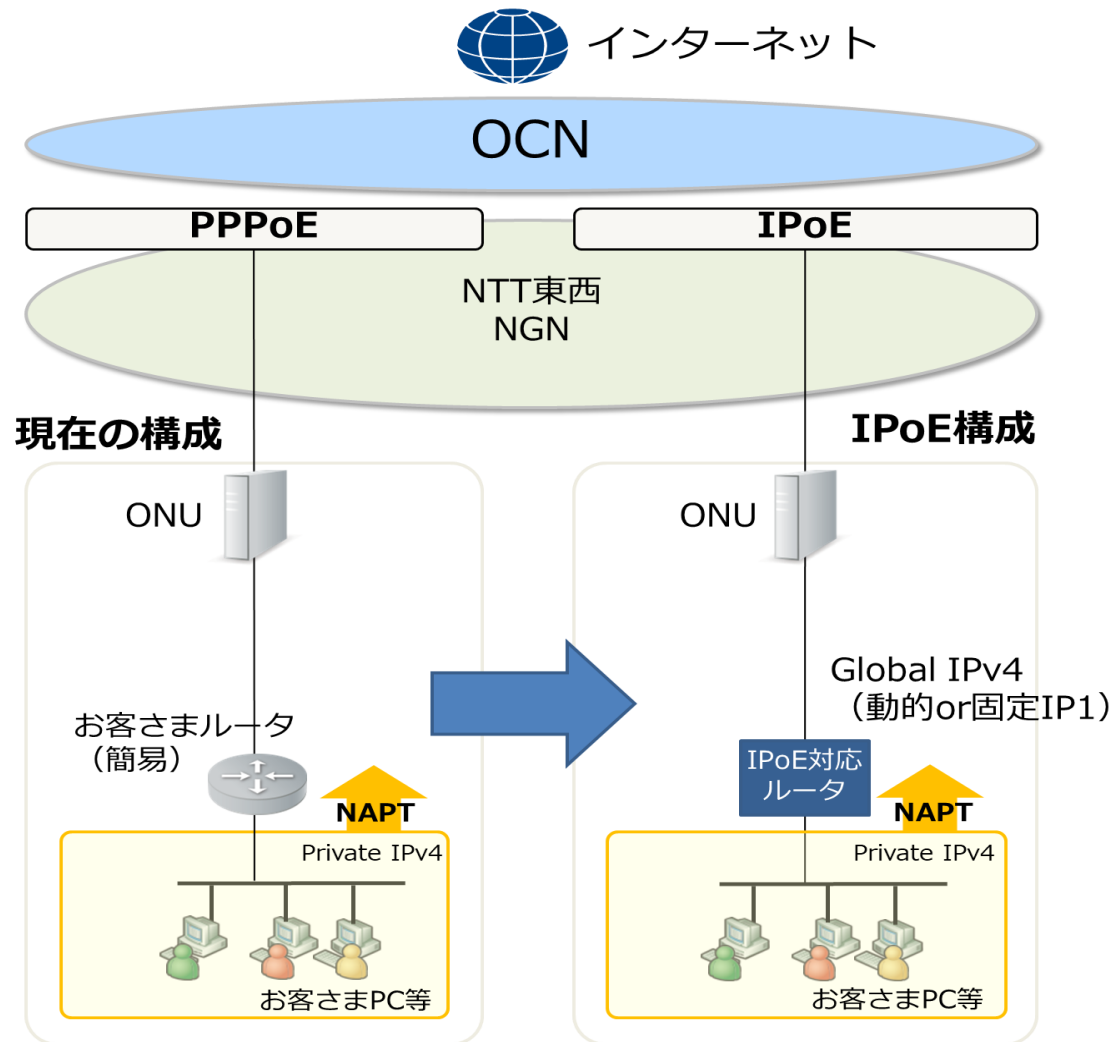 インターネット
OCN
PPPoE
IPoE
NTT東西
NGN
現在の構成
ONU
お客さまルータ
（簡易）
NAPT
Private IPv4
お客さまPC等
IPoE構成
ONU
Global IPv4
（動的or固定IP1）
IPoE対応
ルータ
NAPT
Private IPv4
お客さまPC等